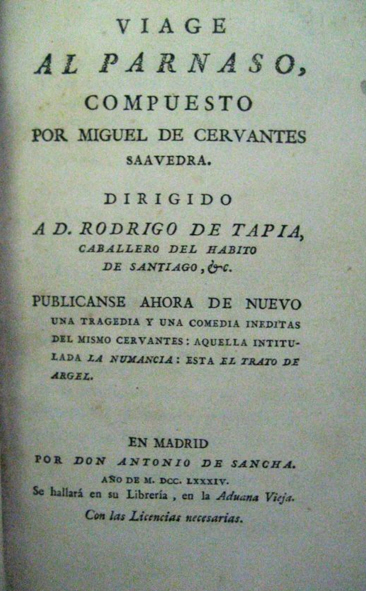 VIAGE
AL PARNASO,
COMPUESTO
POR MIGUEL DE CERVANTES
SAAVEDRA.
DIRIGIDO
A D. RODRIGO DE TAPIA,
CABALLERO DEL HABITO
DE SANTIAGO, &c.
PUBLICANSE AHORA DE NUEVO
UNA TRAGEDIA Y UNA COMEDIA INEDITAS
DEL MISMO CERVANTES: AQUELLA INTITU-
LADA LA NUMANCIA: ESTA EL TRATO DE
ARGEL.
EN MADRID
POR DON ANTONIO DE SANCHA.
AÑO DE M. DCC. LXXXIV.
Se hallará en su Librería, en la Aduana Vieja.
Con las Licencias necesarias.